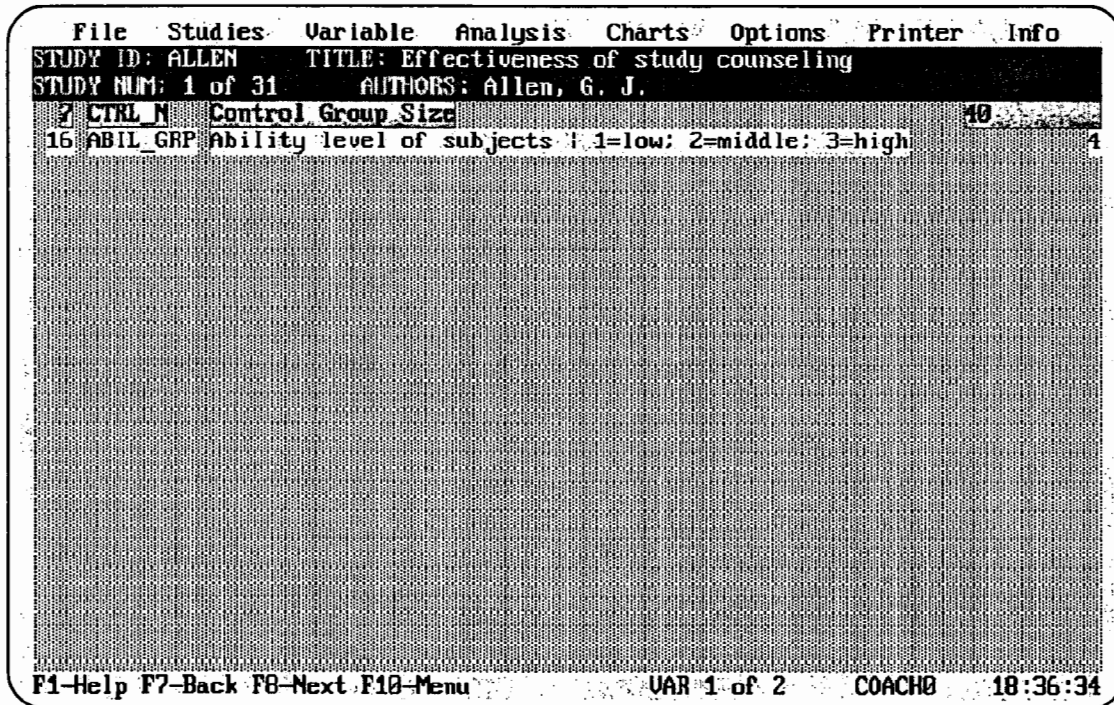 File Studies Variable Analysis Charts Options Printer Info
STUDY ID: ALLEN TITLE: Effectiveness of study counseling
STUDY NUM: 1 of 31 AUTHORS: Allen, G. J.
7 CTRL_N Control Group Size 40
16 ABIL_GRP Ability level of subjects | 1=low; 2=middle; 3=high 4
F1-Help F7-Back F8-Next F10-Menu VAR 1 of 2 COACH0 18:36:34